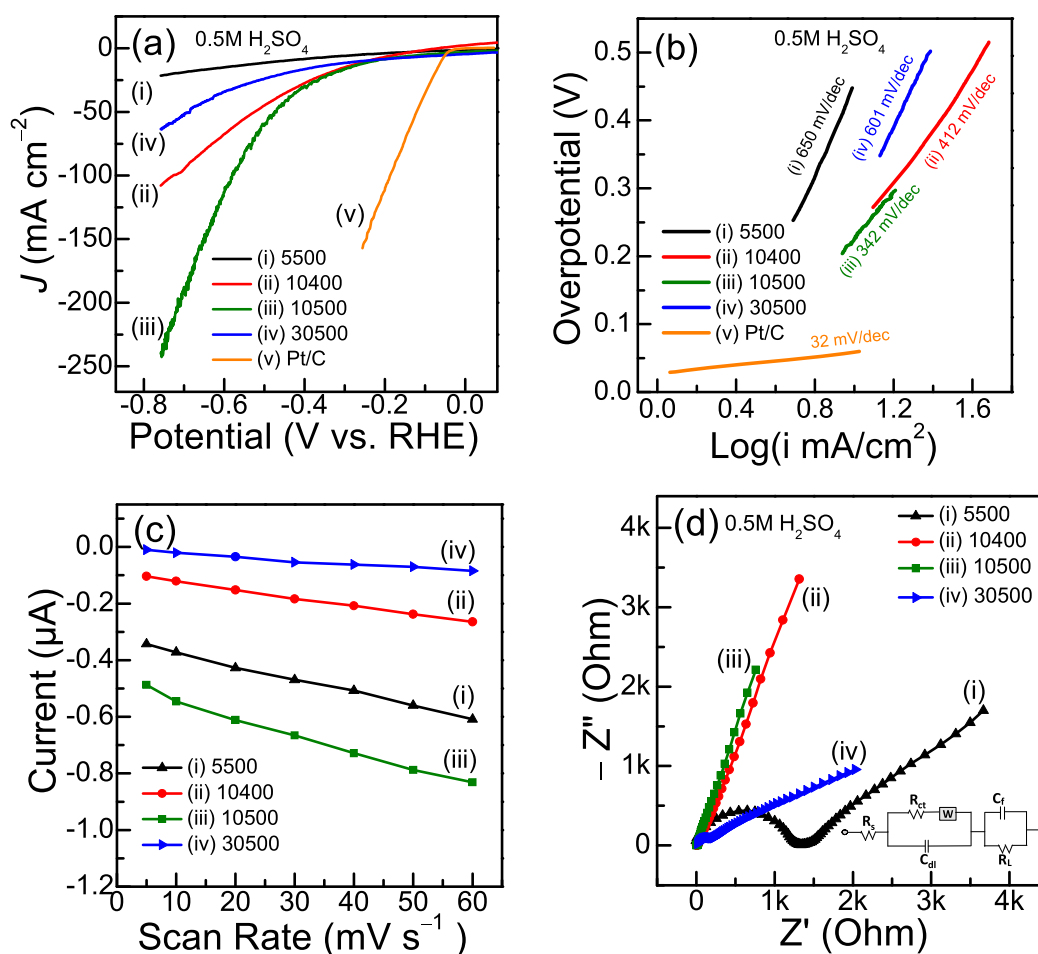 (a) 0.5M H₂SO₄
0
-50
-100
-150
-200
-250
J (mA cm⁻²)
(i)
(iv)
(ii)
(iii)
(v)
(i) 5500
(ii) 10400
(iii) 10500
(iv) 30500
(v) Pt/C
-0.8 -0.6 -0.4 -0.2 0.0
Potential (V vs. RHE)
(b) 0.5M H₂SO₄
0.5
0.4
0.3
0.2
0.1
0.0
Overpotential (V)
(i) 650 mV/dec
(iv) 601 mV/dec
(ii) 412 mV/dec
(iii) 342 mV/dec
(i) 5500
(ii) 10400
(iii) 10500
(iv) 30500
(v) Pt/C
32 mV/dec
0.0 0.4 0.8 1.2 1.6
Log(i mA/cm²)
(c)
0.0
-0.2
-0.4
-0.6
-0.8
-1.0
-1.2
Current (µA)
(iv)
(ii)
(i)
(iii)
(i) 5500
(ii) 10400
(iii) 10500
(iv) 30500
0 10 20 30 40 50 60
Scan Rate (mV s⁻¹)
(d) 0.5M H₂SO₄
4k
3k
2k
1k
0
– Z" (Ohm)
(i) 5500
(ii) 10400
(iii) 10500
(iv) 30500
(ii)
(iii)
(i)
(iv)
Rs
Rct
W
Cdl
Cf
RL
0 1k 2k 3k 4k
Z' (Ohm)